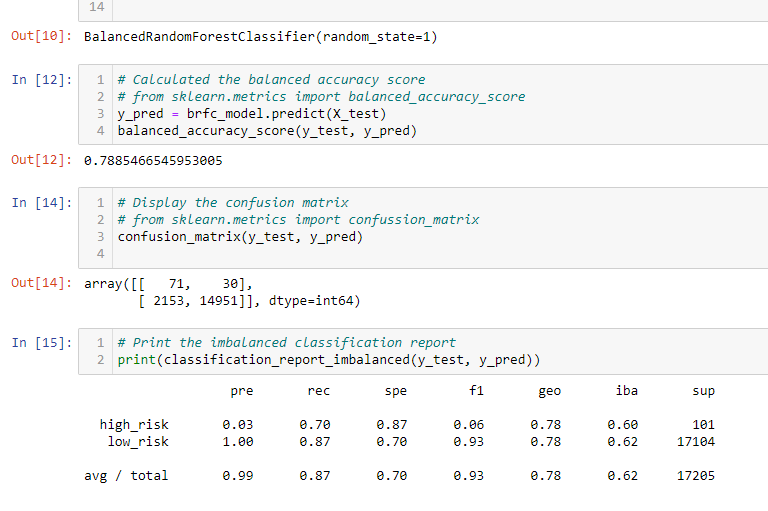 14
Out[10]: BalancedRandomForestClassifier(random_state=1)
In [12]: 1 # Calculated the balanced accuracy score
2 # from sklearn.metrics import balanced_accuracy_score
3 y_pred = brfc_model.predict(X_test)
4 balanced_accuracy_score(y_test, y_pred)
Out[12]: 0.7885466545953005
In [14]: 1 # Display the confusion matrix
2 # from sklearn.metrics import confussion_matrix
3 confusion_matrix(y_test, y_pred)
4
Out[14]: array([[   71,    30],
       [ 2153, 14951]], dtype=int64)
In [15]: 1 # Print the imbalanced classification report
2 print(classification_report_imbalanced(y_test, y_pred))
pre rec spe f1 geo iba sup
high_risk 0.03 0.70 0.87 0.06 0.78 0.60 101
low_risk 1.00 0.87 0.70 0.93 0.78 0.62 17104
avg / total 0.99 0.87 0.70 0.93 0.78 0.62 17205